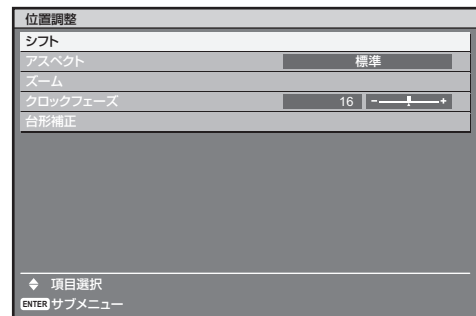 位置調整
シフト
アスペクト 標準
ズーム
クロックフェーズ 16 - +
台形補正
項目選択
ENTER サブメニュー